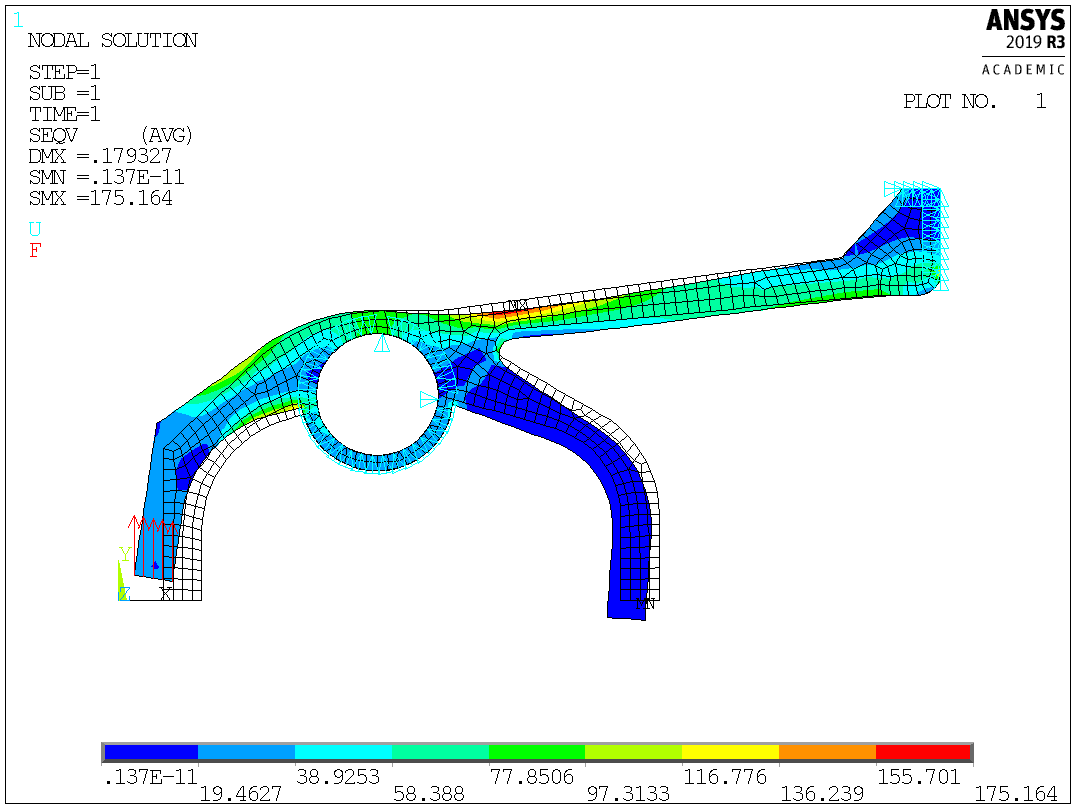 1
ANSYS
2019 R3
ACADEMIC
NODAL SOLUTION
PLOT NO. 1
STEP=1
SUB =1
TIME=1
SEQV (AVG)
DMX =.179327
SMN =.137E-11
SMX =175.164
U
F
MX
Y
Z X
MN
.137E-11 38.9253 77.8506 116.776 155.701
19.4627 58.388 97.3133 136.239 175.164